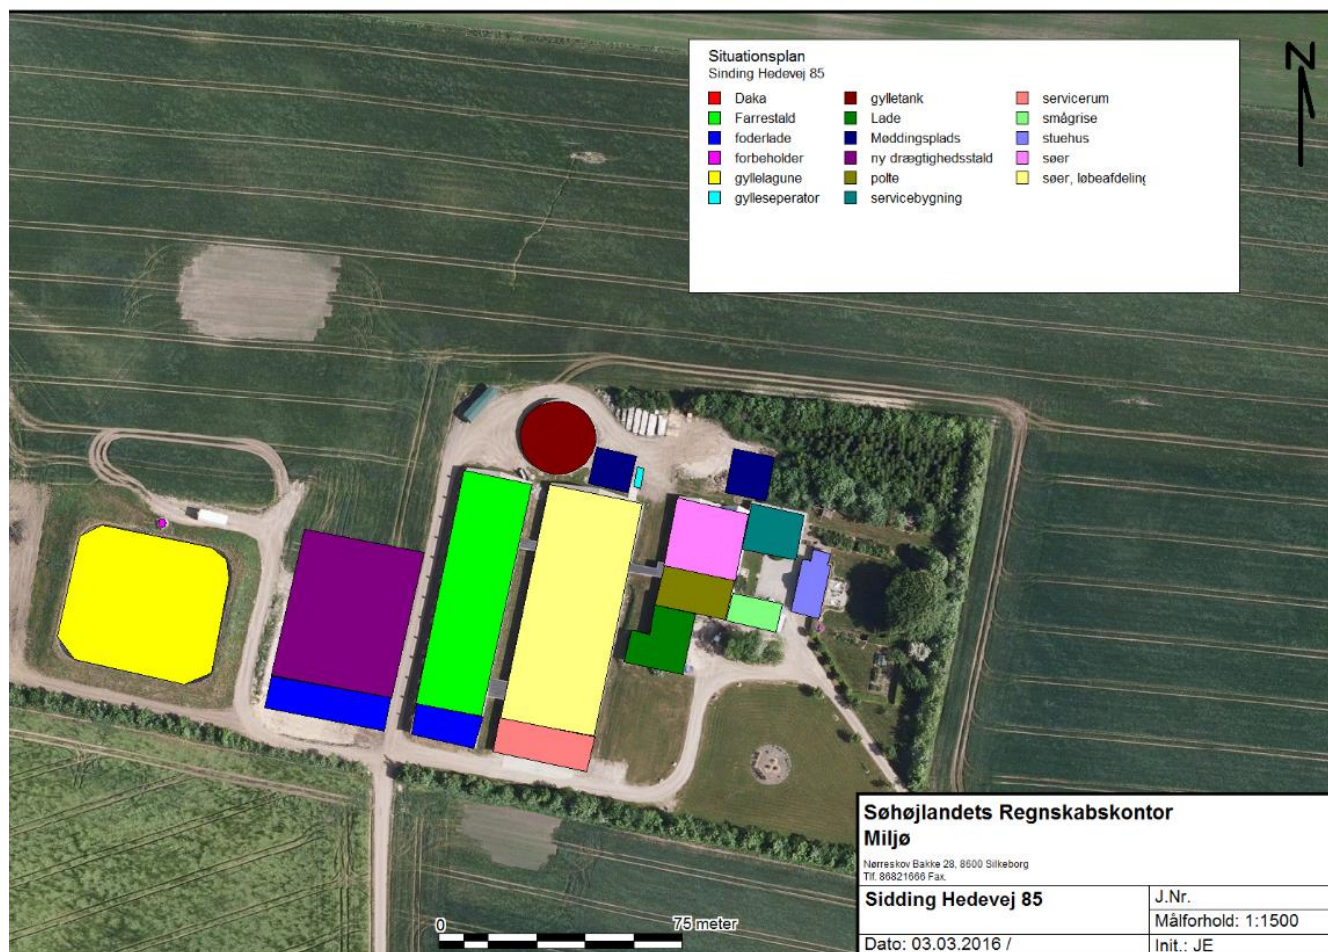 Situationsplan
Sinding Hedevej 85
Daka
Farrestald
foderlade
forbeholder
gyllelagune
gylleseperator
gylletank
Lade
Møddingsplads
ny drægtighedsstald
polte
servicebygning
servicerum
smågrise
stuehus
søer
søer, løbeafdeling
N
Søhøjlandets Regnskabskontor
Miljø
Nørreskov Bakke 28, 8600 Silkeborg
Tlf. 86821666 Fax.
Sidding Hedevej 85
J.Nr.
Målforhold: 1:1500
Dato: 03.03.2016 /
Init.: JE
0
75 meter